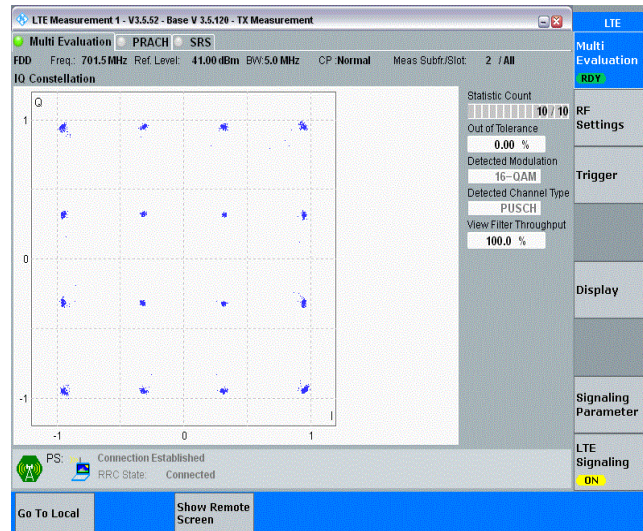 LTE Measurement 1 - V3.5.52 - Base V 3.5.120 - TX Measurement
LTE
Multi Evaluation PRACH SRS
Multi
Evaluation
RDY
FDD Freq.: 701.5 MHz Ref. Level: 41.00 dBm BW: 5.0 MHz CP :Normal Meas Subfr./Slot: 2 / All
IQ Constellation
Q
1
0
-1
-1 0 1
I
Statistic Count
10 / 10
Out of Tolerance
0.00 %
Detected Modulation
16-QAM
Detected Channel Type
PUSCH
View Filter Throughput
100.0 %
RF
Settings
Trigger
Display
Signaling
Parameter
LTE
Signaling
ON
PS: Connection Established
RRC State: Connected
Go To Local
Show Remote
Screen